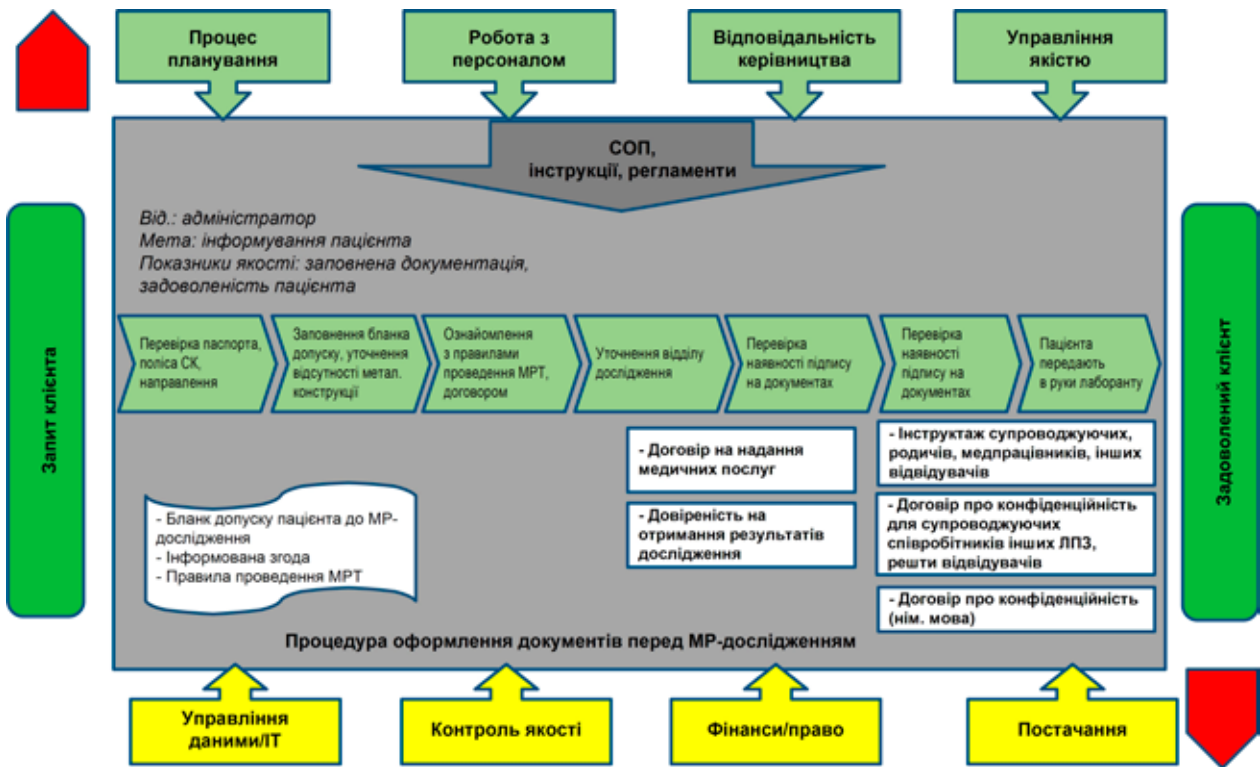 Процес
планування
Робота з
персоналом
Відповідальність
керівництва
Управління
якістю
СОП,
інструкції, регламенти
Запит клієнта
Від.: адміністратор
Мета: інформування пацієнта
Показники якості: заповнена документація,
задоволеність пацієнта
Перевірка паспорта,
поліса СК,
направлення
Заповнення бланка
допуску, уточнення
відсутності метал.
конструкції
Ознайомлення
з правилами
проведення МРТ,
договором
Уточнення відділу
дослідження
Перевірка
наявності підпису
на документах
Перевірка
наявності
підпису на
документах
Пацієнта
передають
в руки лаборанту
- Бланк допуску пацієнта до МР-
дослідження
- Інформована згода
- Правила проведення МРТ
- Договір на надання
медичних послуг
- Довіреність на
отримання результатів
дослідження
- Інструктаж супроводжуючих,
родичів, медпрацівників, інших
відвідувачів
- Договір про конфіденційність
для супроводжуючих
співробітників інших ЛПЗ,
решти відвідувачів
- Договір про конфіденційність
(нім. мова)
Задоволений клієнт
Процедура оформлення документів перед МР-дослідженням
Управління
даними/IT
Контроль якості
Фінанси/право
Постачання